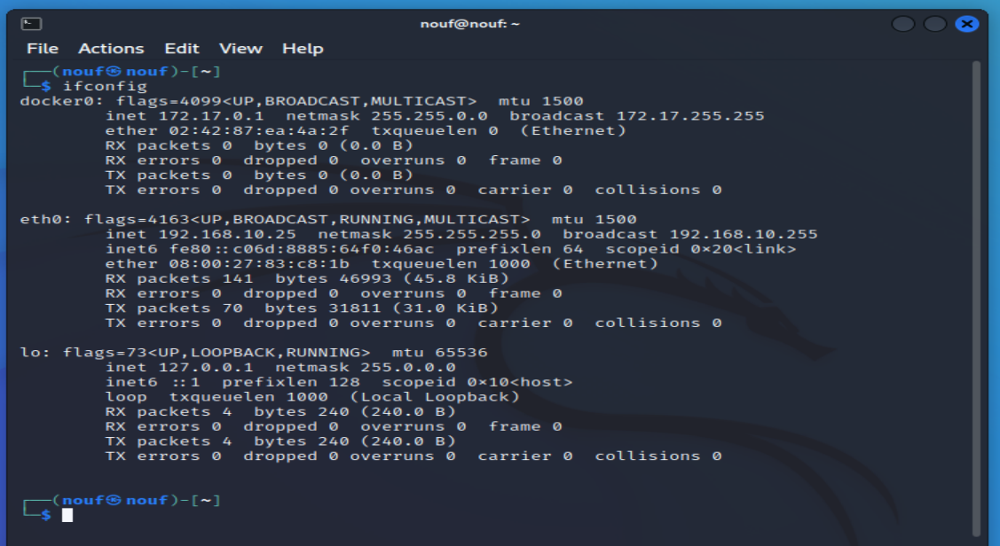 nouf@nouf: ~
File Actions Edit View Help
┌──(nouf㉿nouf)-[~]
└─$ ifconfig
docker0: flags=4099<UP,BROADCAST,MULTICAST>  mtu 1500
        inet 172.17.0.1  netmask 255.255.0.0  broadcast 172.17.255.255
        ether 02:42:87:ea:4a:2f  txqueuelen 0  (Ethernet)
        RX packets 0  bytes 0 (0.0 B)
        RX errors 0  dropped 0  overruns 0  frame 0
        TX packets 0  bytes 0 (0.0 B)
        TX errors 0  dropped 0 overruns 0  carrier 0  collisions 0

eth0: flags=4163<UP,BROADCAST,RUNNING,MULTICAST>  mtu 1500
        inet 192.168.10.25  netmask 255.255.255.0  broadcast 192.168.10.255
        inet6 fe80::c06d:8885:64f0:46ac  prefixlen 64  scopeid 0×20<link>
        ether 08:00:27:83:c8:1b  txqueuelen 1000  (Ethernet)
        RX packets 141  bytes 46993 (45.8 KiB)
        RX errors 0  dropped 0  overruns 0  frame 0
        TX packets 70  bytes 31811 (31.0 KiB)
        TX errors 0  dropped 0 overruns 0  carrier 0  collisions 0

lo: flags=73<UP,LOOPBACK,RUNNING>  mtu 65536
        inet 127.0.0.1  netmask 255.0.0.0
        inet6 ::1  prefixlen 128  scopeid 0×10<host>
        loop  txqueuelen 1000  (Local Loopback)
        RX packets 4  bytes 240 (240.0 B)
        RX errors 0  dropped 0  overruns 0  frame 0
        TX packets 4  bytes 240 (240.0 B)
        TX errors 0  dropped 0 overruns 0  carrier 0  collisions 0

┌──(nouf㉿nouf)-[~]
└─$